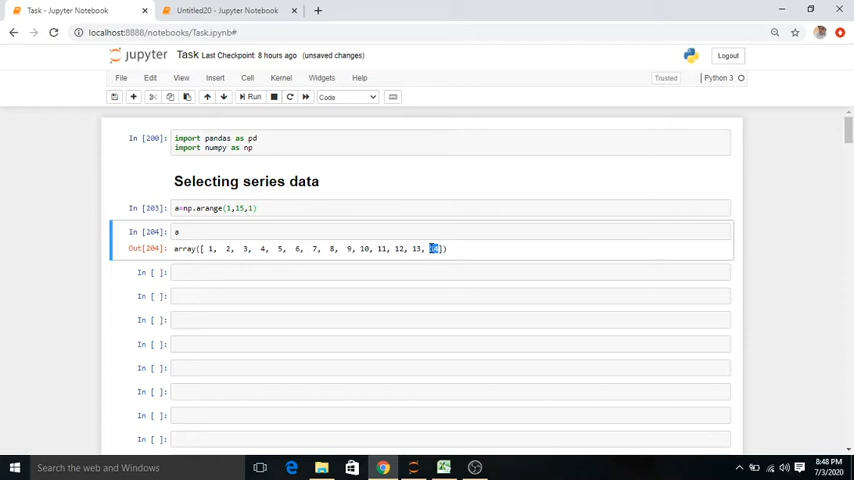 Task - Jupyter Notebook
Untitled20 - Jupyter Notebook
localhost:8888/notebooks/Task.ipynb#
jupyter Task Last Checkpoint: 8 hours ago (unsaved changes)
Logout
File Edit View Insert Cell Kernel Widgets Help
Trusted
Python 3
Run
Code
In [200]: import pandas as pd
import numpy as np
Selecting series data
In [203]: a=np.arange(1,15,1)
In [204]: a
Out[204]: array([ 1, 2, 3, 4, 5, 6, 7, 8, 9, 10, 11, 12, 13, 14])
In [ ]:
In [ ]:
In [ ]:
In [ ]:
In [ ]:
In [ ]:
In [ ]:
In [ ]:
Search the web and Windows
8:48 PM
7/3/2020